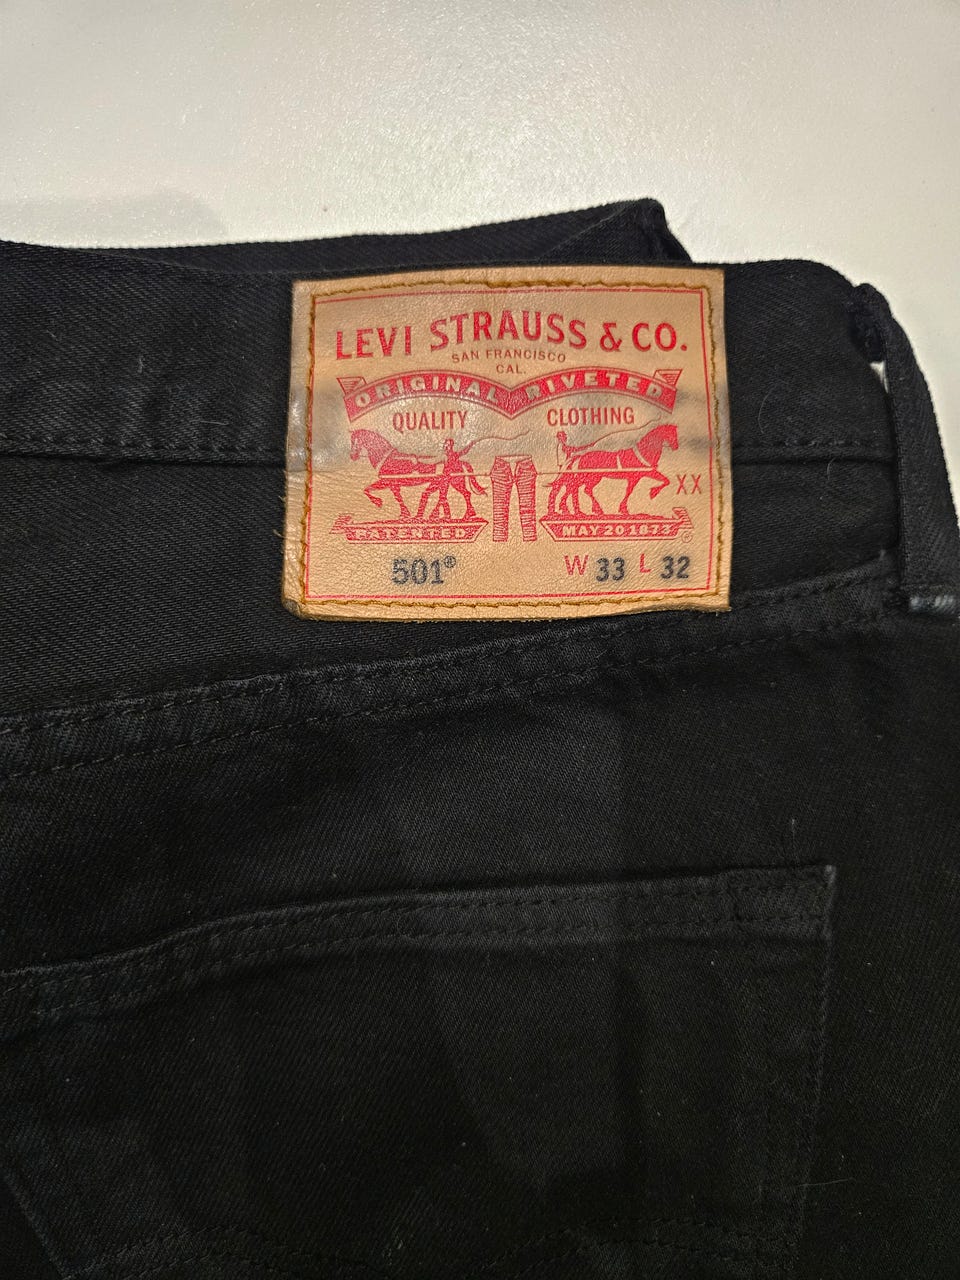 LEVI STRAUSS & CO.
SAN FRANCISCO
CAL.
ORIGINAL RIVETED
QUALITY CLOTHING
XX
PATENTED MAY 20 1873 ®
501® W 33 L 32